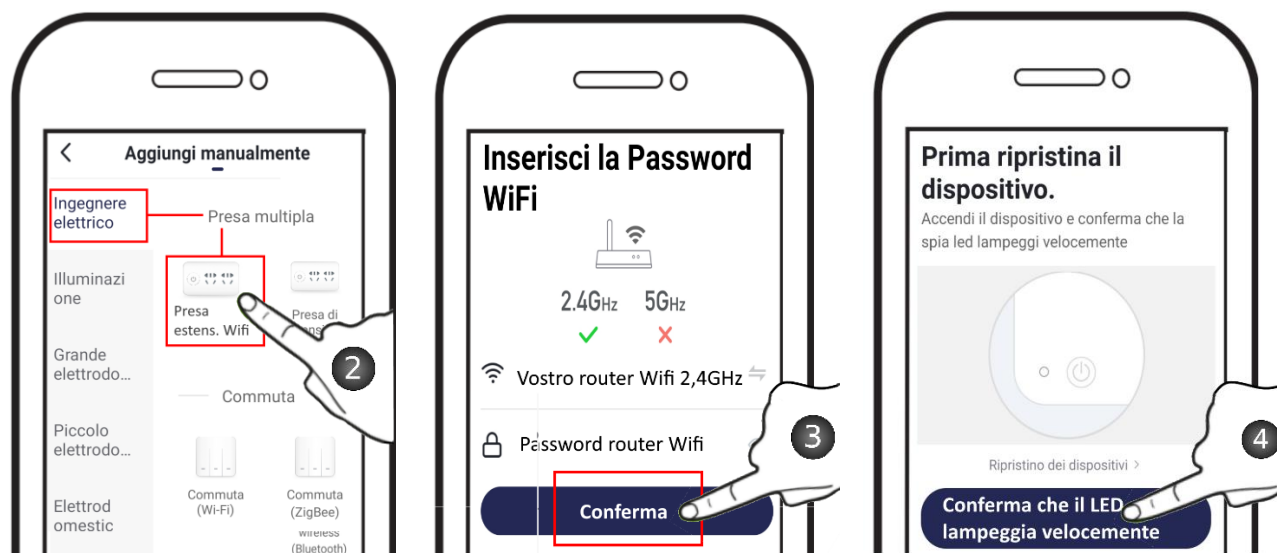 Aggiungi manualmente
Ingegnere
elettrico
Illuminazi
one
Grande
elettrodo...
Piccolo
elettrodo...
Elettrod
omestic
Presa multipla
Presa
estens. Wifi
Presa di
Commuta
Commuta
(Wi-Fi)
Commuta
(ZigBee)
wireless
(Bluetooth)
2
Inserisci la Password
WiFi
2.4GHz 5GHz
Vostro router Wifi 2,4GHz
Password router Wifi
Conferma
3
Prima ripristina il
dispositivo.
Accendi il dispositivo e conferma che la
spia led lampeggi velocemente
Ripristino dei dispositivi >
Conferma che il LED
lampeggia velocemente
4